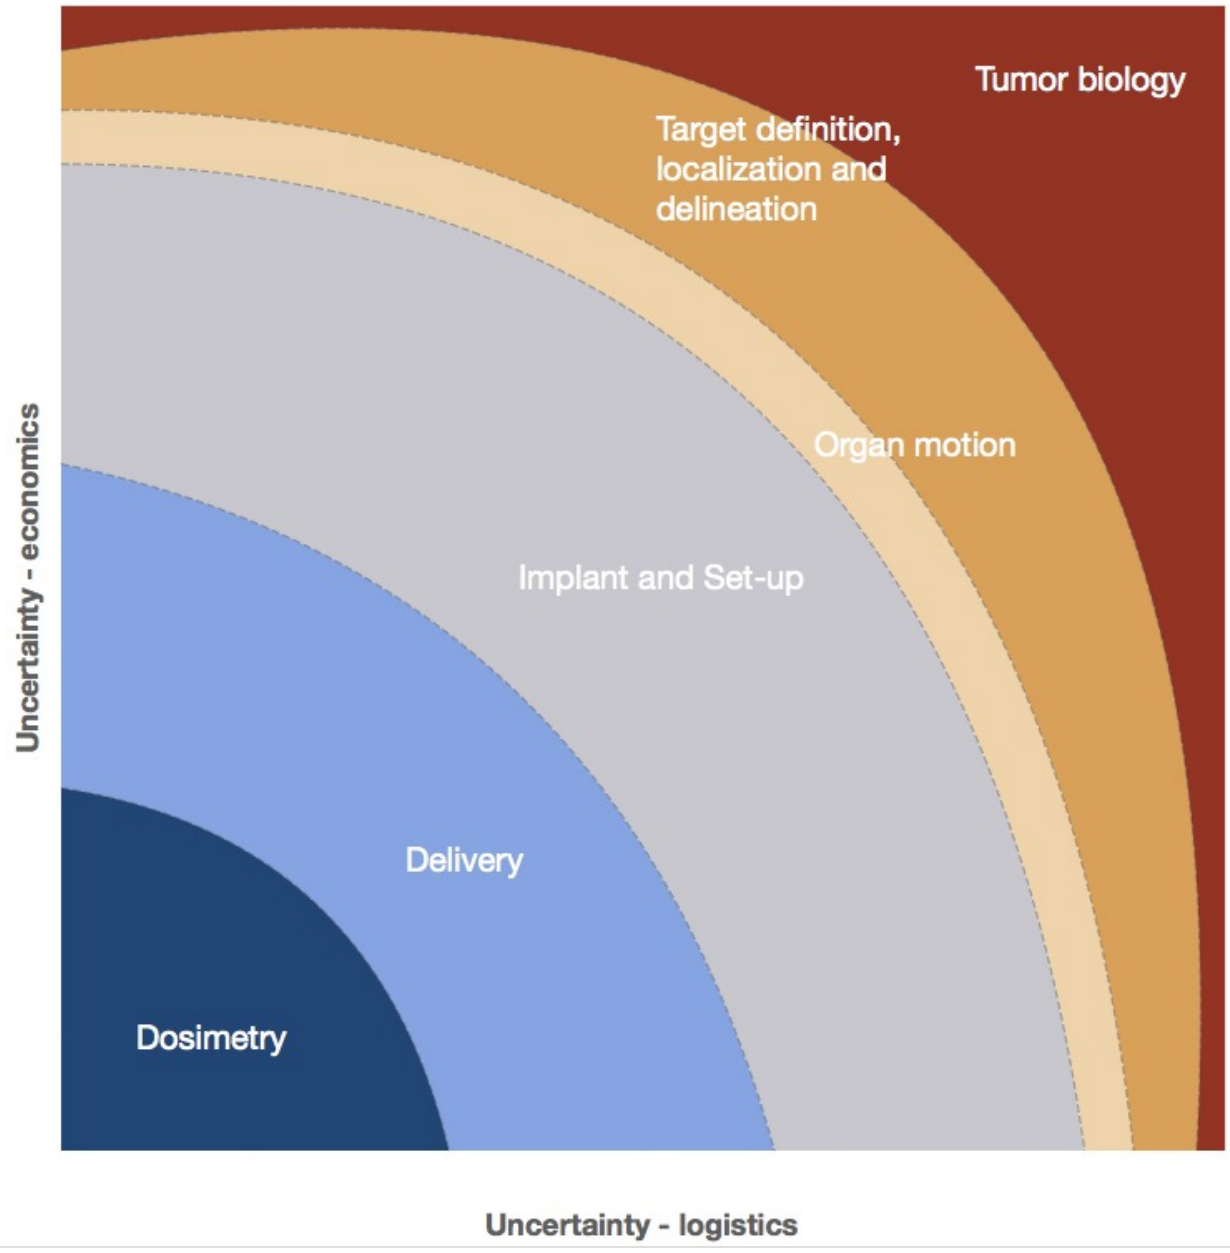 Tumor biology
Target definition,
localization and
delineation
Organ motion
Implant and Set-up
Delivery
Dosimetry
Uncertainty - economics
Uncertainty - logistics